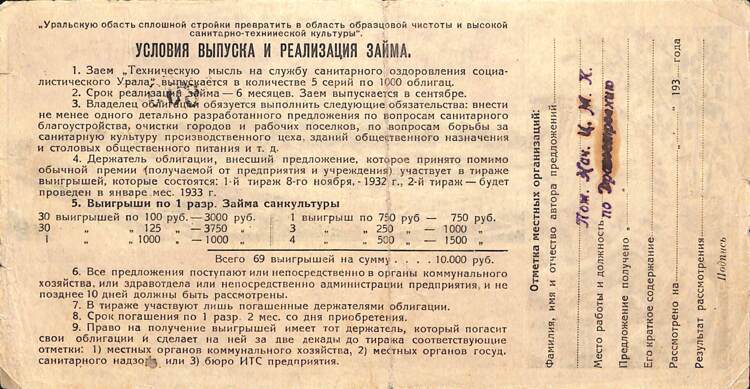 „Уральскую область сплошной стройки превратить в область образцовой чистоты и высокой
санитарно-технииеской культуры".
УСЛОВИЯ ВЫПУСКА И РЕАЛИЗАЦИЯ ЗАЙМА.
1. Заем „Техническую мысль на службу санитарного оздоровления социа-
листического Урала" выпускается в количестве 5 серий по 1000 облигац.
2. Срок реализац займа — 6 месяцев. Заем выпускается в сентябре.
3. Владелец облигации обязуется выполнить следующие обязательства: внести
не менее одного детально разработанного предложения по вопросам санитарного
благоустройства, очистки городов и рабочих поселков, по вопросам борьбы за
санитарную культуру производственного цеха, зданий общественного назначения
и столовых общественного питания и т. д.
4. Держатель облигации, внесший предложение, которое принято помимо
обычной премии (получаемой от предприятия и учреждения) участвует в тираже
выигрышей, которые состоятся: 1-й тираж 8-го ноября, -1932 г., 2-й тираж — будет
проведен в январе мес. 1933 г.
5. Выигрыши по 1 разр. Займа санкультуры
30 выигрышей по 100 руб. — 3000 руб. 1 выигрыш по 750 руб — 750 руб.
30 „ „ 125 „ — 3750 „ 3 „ „ 250 „ — 1000 „
1 „ „ 1000 „ — 1000 „ 4 „ „ 500 „ — 1500 „
Всего 69 выигрышей на сумму . . . . 10.000 руб.
6. Все предложения поступают или непосредственно в органы коммунального
хозяйства, или здравотдела или непосредственно администрации предприятия, и не
позднее 10 дней должны быть рассмотрены.
7. В тираже участвуют лишь погашенные держателями облигации.
8. Срок погашения по 1 разр. 2 мес. со дня приобретения.
9. Право на получение выигрышей имеет тот держатель, который погасит
свои облигации и сделает на ней за две декады до тиража соответствующие
отметки: 1) местных органов коммунального хозяйства, 2) местных органов госуд.
санитарного надзора или 3) бюро ИТС предприятия.
Отметка местных организаций:
Фамилия, имя и отчество автора предложений
Пом. Нач. Ц. М. К.
Место работы и должность по
Предложение получено „
Его краткое содержание
Рассмотрено на „ " 193 года
Результат рассмотрения
Подпись